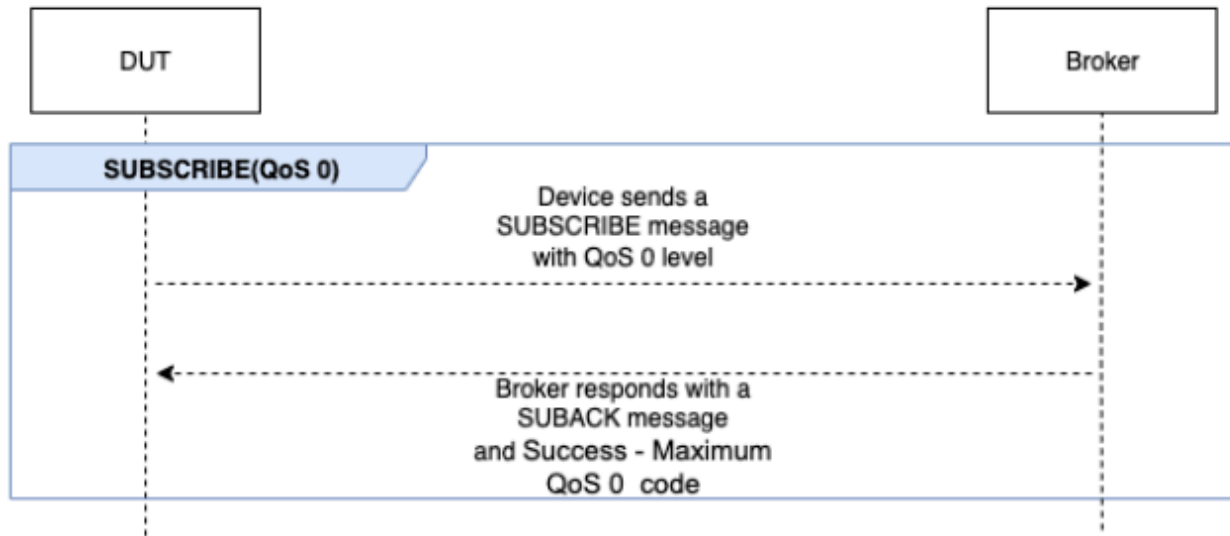 DUT
Broker
SUBSCRIBE(QoS 0)
Device sends a
SUBSCRIBE message
with QoS 0 level
Broker responds with a
SUBACK message
and Success - Maximum
QoS 0 code